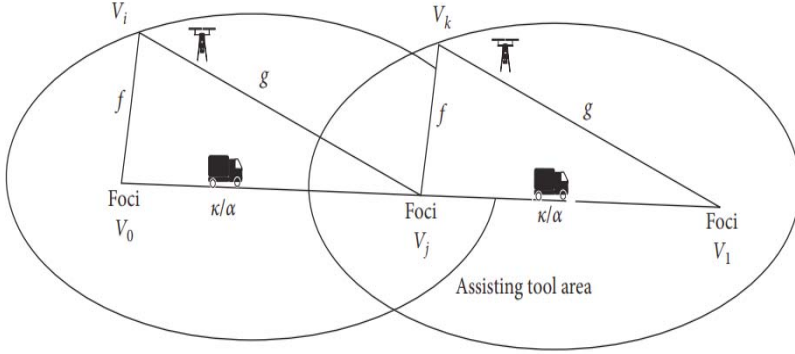 V_i
V_k
g
f
g
f
Foci
V_0
κ/α
Foci
V_j
κ/α
Foci
V_1
Assisting tool area